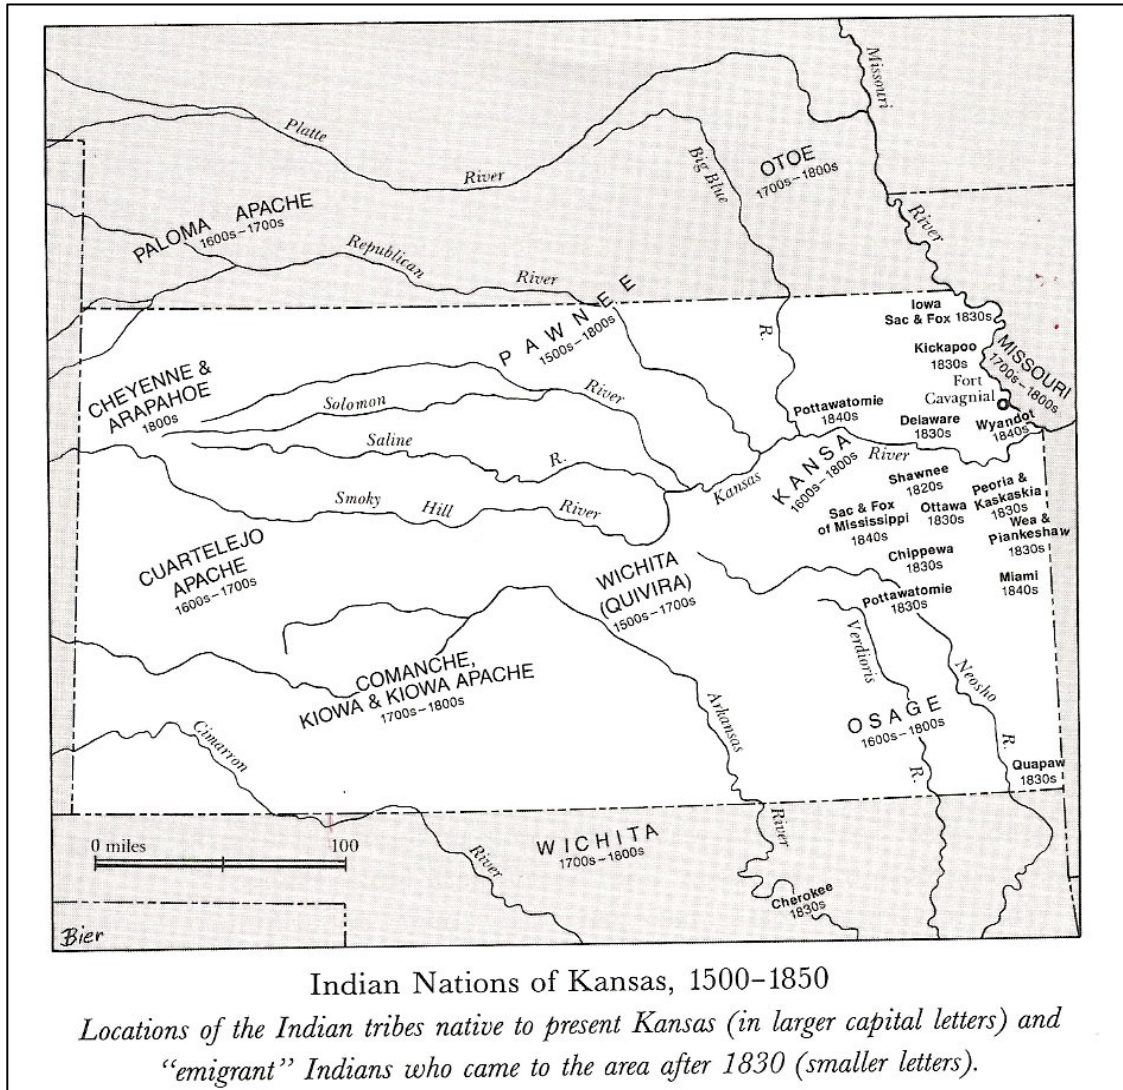 Missouri
Platte
River
Big Blue
OTOE
1700s–1800s
PALOMA APACHE
1600s–1700s
River
Republican
River
PAWNEE
1500s–1800s
R.
Iowa
Sac & Fox 1830s
Kickapoo
1830s
MISSOURI
1700s–1800s
Fort
Cavagnial
CHEYENNE &
ARAPAHOE
1800s
Solomon
River
Pottawatomie
1840s
Delaware
1830s
Wyandot
1840s
Saline
R.
KANSA
1600s–1800s
River
Kansas
Shawnee
1820s
Peoria &
Kaskaskia
1830s
Smoky
Hill
River
Sac & Fox
of Mississippi
1840s
Ottawa
1830s
Wea &
Piankeshaw
1830s
CUARTELEJO
APACHE
1600s–1700s
WICHITA
(QUIVIRA)
1500s–1700s
Chippewa
1830s
Pottawatomie
1830s
Miami
1840s
Verdioris
Neosho
COMANCHE,
KIOWA & KIOWA APACHE
1700s–1800s
Arkansas
OSAGE
1600s–1800s
Cimarron
R.
R.
Quapaw
1830s
0 miles 100
River
WICHITA
1700s–1800s
River
Cherokee
1830s
Bier
Indian Nations of Kansas, 1500–1850
Locations of the Indian tribes native to present Kansas (in larger capital letters) and
“emigrant” Indians who came to the area after 1830 (smaller letters).